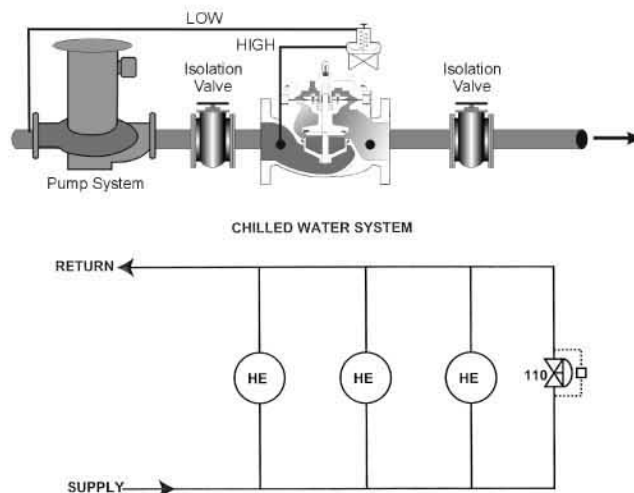 LOW
HIGH
Isolation
Valve
Isolation
Valve
Pump System
CHILLED WATER SYSTEM
RETURN
HE
HE
HE
110
SUPPLY